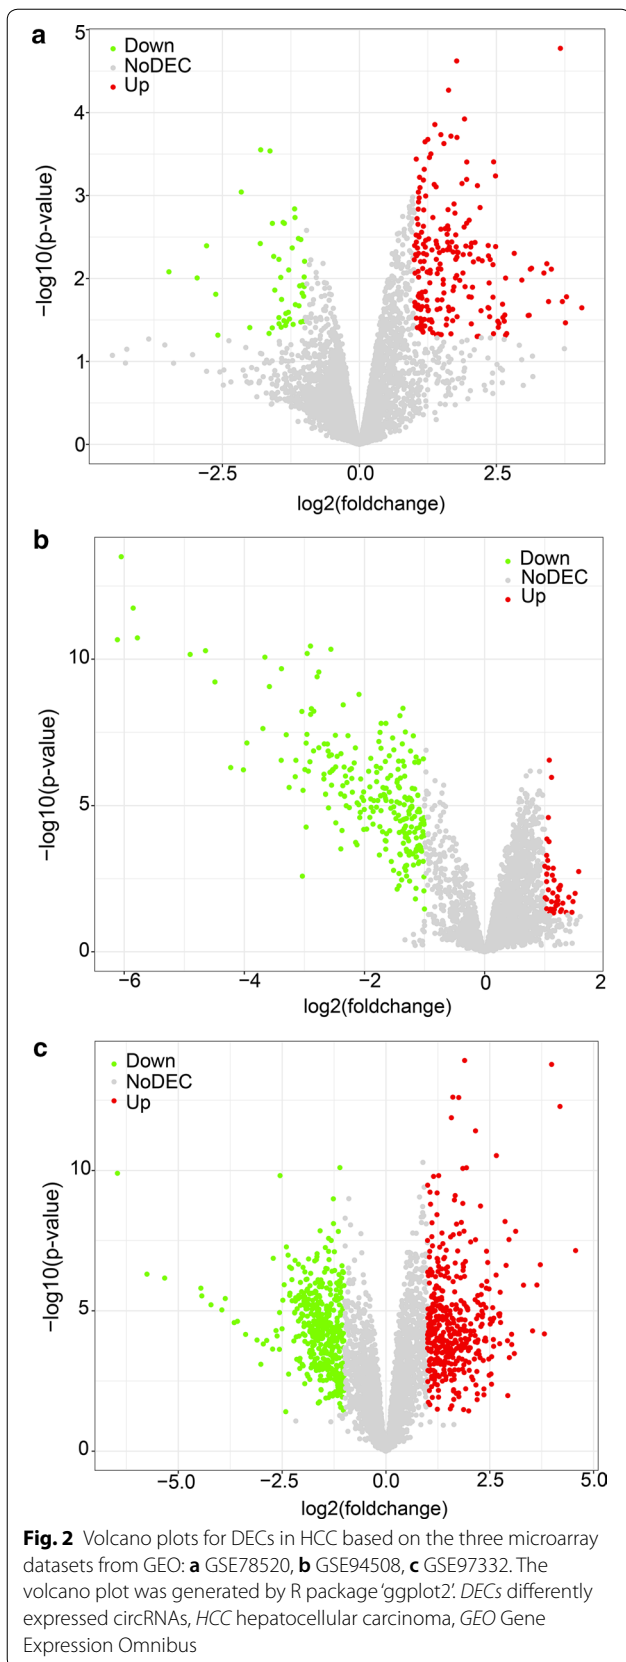 a
Down
NoDEC
Up
5
4
3
2
1
0
−log10(p-value)
−2.5
0.0
2.5
log2(foldchange)
b
Down
NoDEC
Up
10
5
0
−log10(p-value)
−6
−4
−2
0
2
log2(foldchange)
c
Down
NoDEC
Up
10
5
0
−log10(p-value)
−5.0
−2.5
0.0
2.5
5.0
log2(foldchange)
Fig. 2 Volcano plots for DECs in HCC based on the three microarray
datasets from GEO: a GSE78520, b GSE94508, c GSE97332. The
volcano plot was generated by R package ‘ggplot2’. DECs differently
expressed circRNAs, HCC hepatocellular carcinoma, GEO Gene
Expression Omnibus